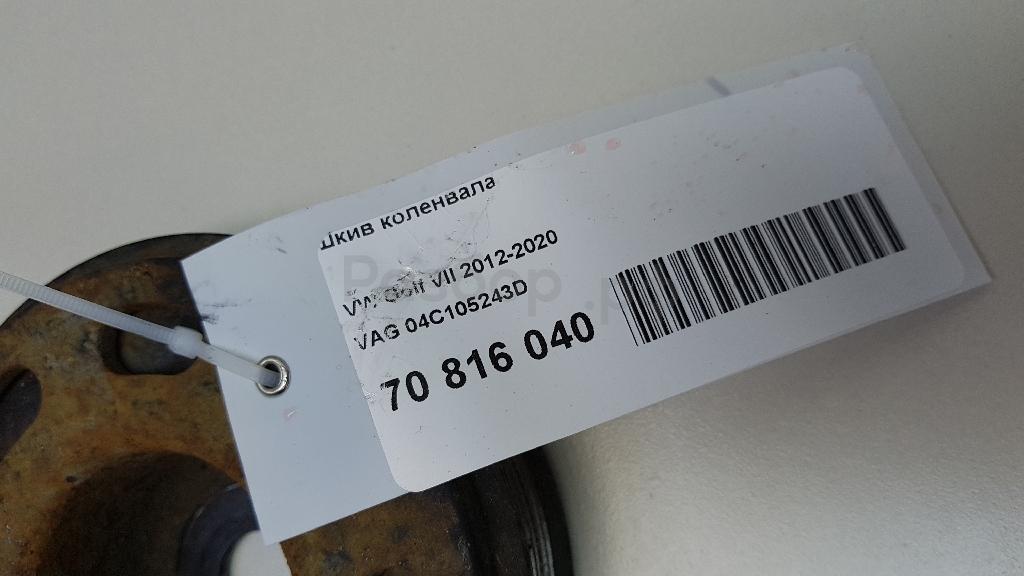 Шкив коленвала
VW Golf VII 2012-2020
VAG 04C105243D
70 816 040